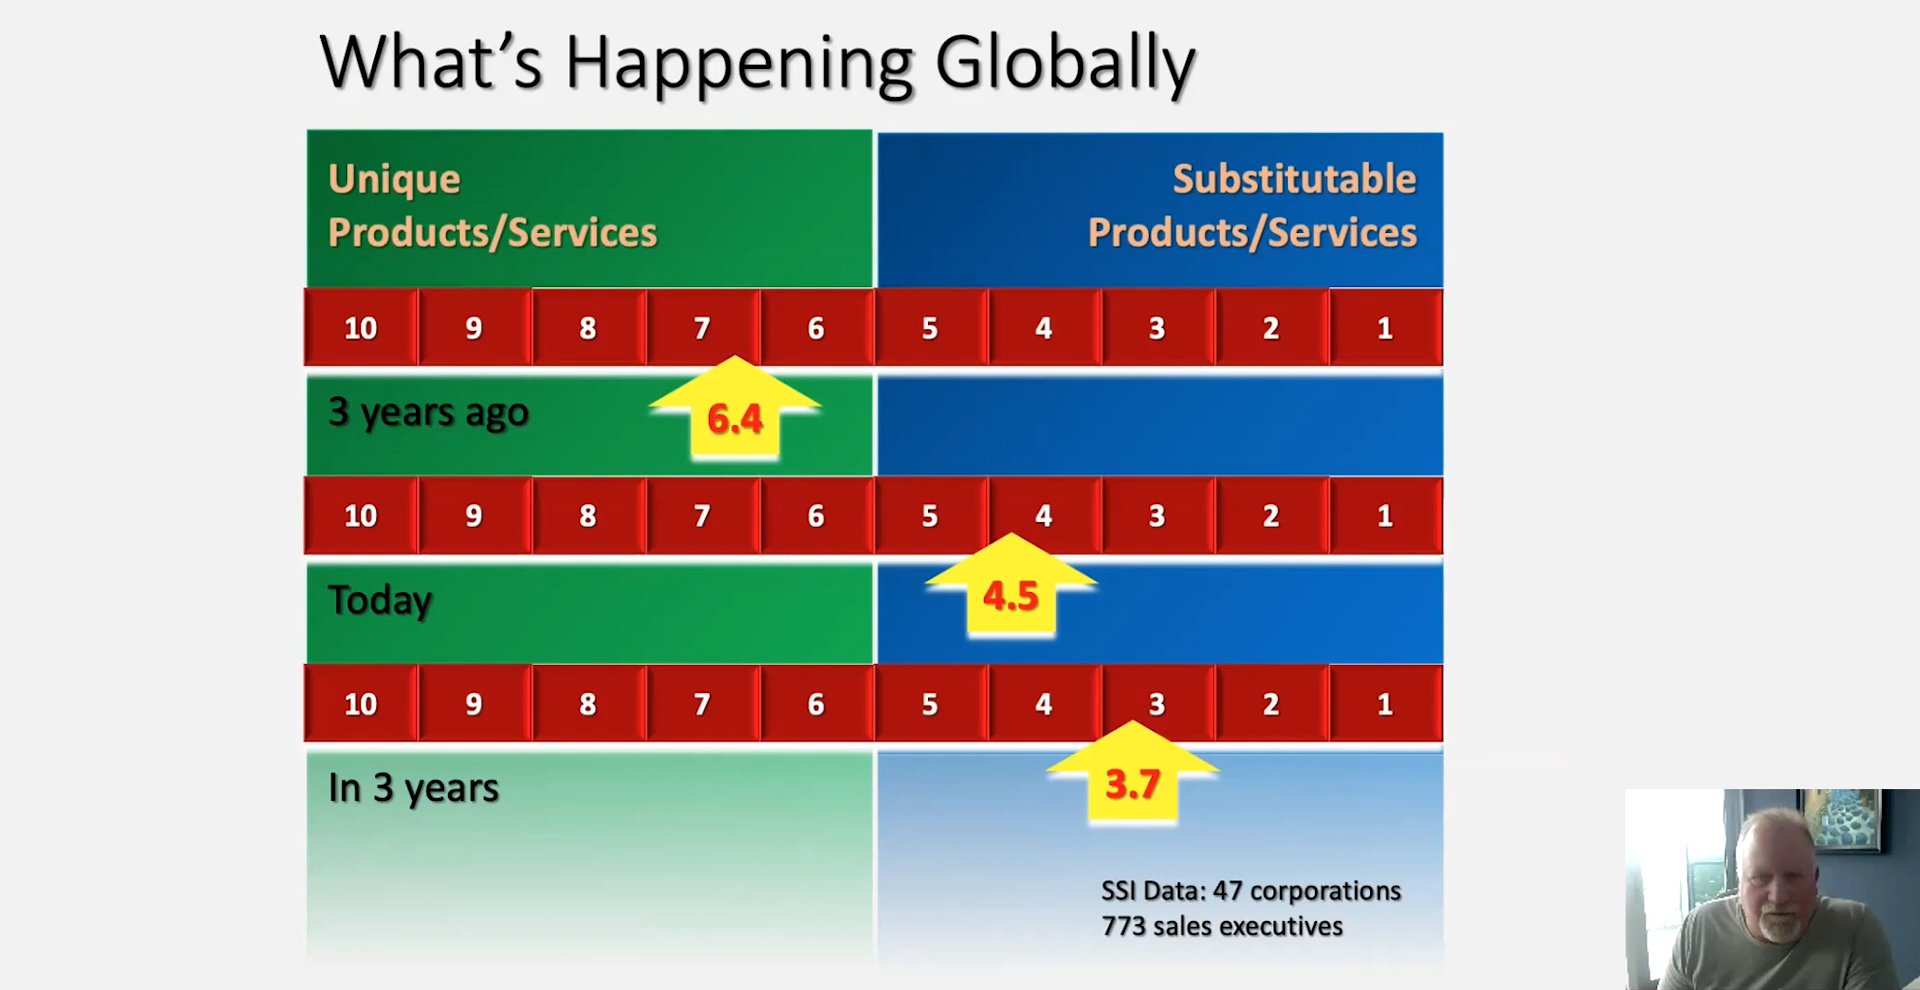 What's Happening Globally
Unique
Products/Services
Substitutable
Products/Services
10 9 8 7 6 5 4 3 2 1
3 years ago
6.4
10 9 8 7 6 5 4 3 2 1
Today
4.5
10 9 8 7 6 5 4 3 2 1
In 3 years
3.7
SSI Data: 47 corporations
773 sales executives